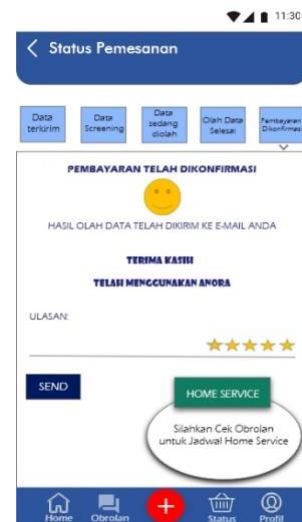 11:30
Status Pemesanan
Data
terkirim
Data
Screening
Data
sedang
diolah
Olah Data
Selesai
Pembayaran
Dikonfirmasi
PEMBAYARAN TELAH DIKONFIRMASI
HASIL OLAH DATA TELAH DIKIRIM KE E-MAIL ANDA
TERIMA KASIH
TELAH MENGGUNAKAN ANORA
ULASAN:
SEND
HOME SERVICE
Silahkan Cek Obrolan
untuk Jadwal Home Service
Home
Obrolan
Status
Profil